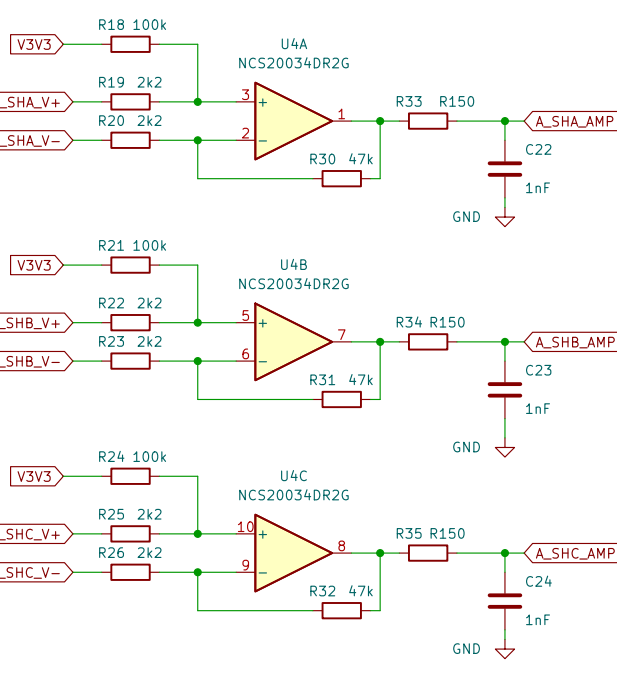 R18 100k
V3V3
U4A
NCS20034DR2G
R19 2k2
_SHA_V+
3
+
1
R33 R150
A_SHA_AMP
R20 2k2
_SHA_V-
2
-
R30 47k
C22
1nF
GND
R21 100k
V3V3
U4B
NCS20034DR2G
R22 2k2
_SHB_V+
5
+
7
R34 R150
A_SHB_AMP
R23 2k2
_SHB_V-
6
-
R31 47k
C23
1nF
GND
R24 100k
V3V3
U4C
NCS20034DR2G
R25 2k2
_SHC_V+
10
+
8
R35 R150
A_SHC_AMP
R26 2k2
_SHC_V-
9
-
R32 47k
C24
1nF
GND